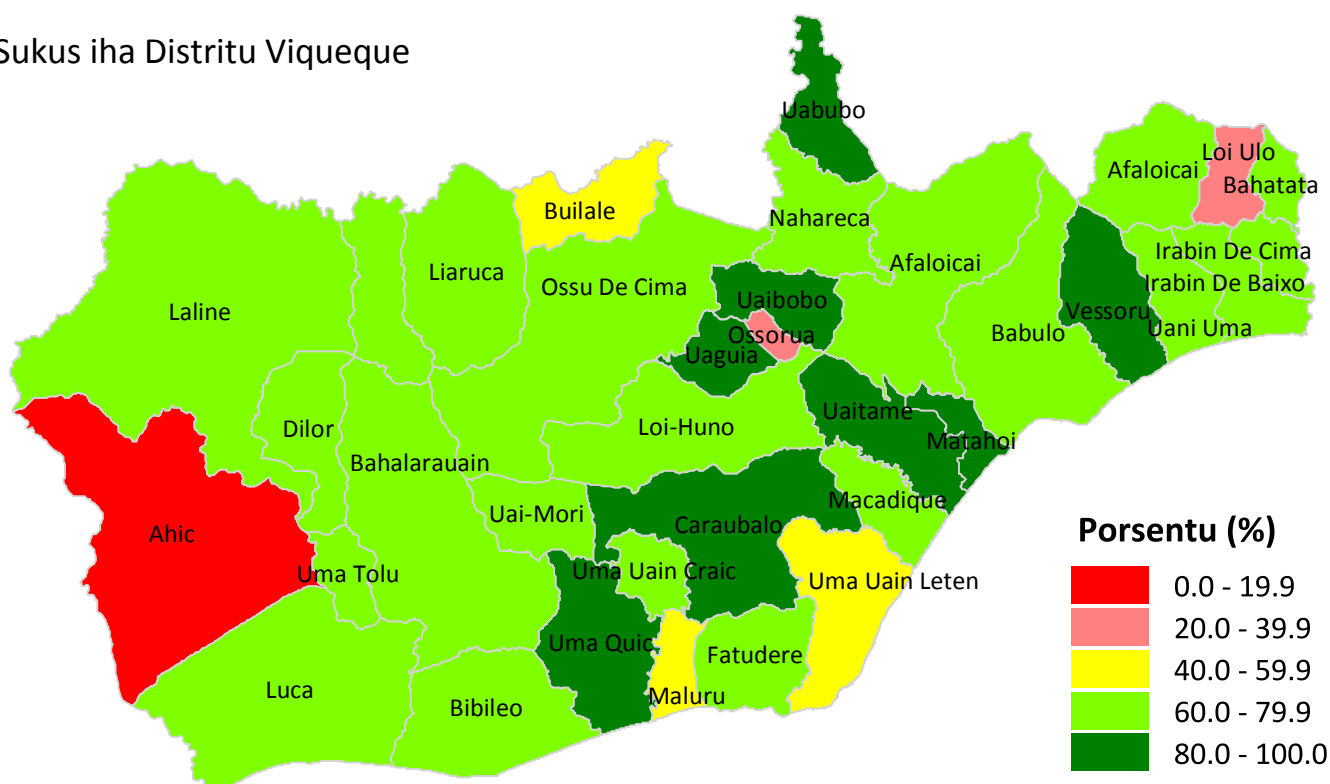 Sukus iha Distritu Viqueque
Uabubo
Loi Ulo
Afaloicai
Bahatata
Builale
Nahareca
Irabin De Cima
Liaruca
Afaloicai
Ossu De Cima
Irabin De Baixo
Uaibobo
Laline
Vessoru
Uani Uma
Ossorua
Babulo
Uaguia
Uaitame
Dilor
Loi-Huno
Matahoi
Bahalarauain
Macadique
Uai-Mori
Caraubalo
Ahic
Uma Tolu
Uma Uain Craic
Uma Uain Leten
Uma Quic
Fatudere
Luca
Maluru
Bibileo
Porsentu (%)
0.0 - 19.9
20.0 - 39.9
40.0 - 59.9
60.0 - 79.9
80.0 - 100.0